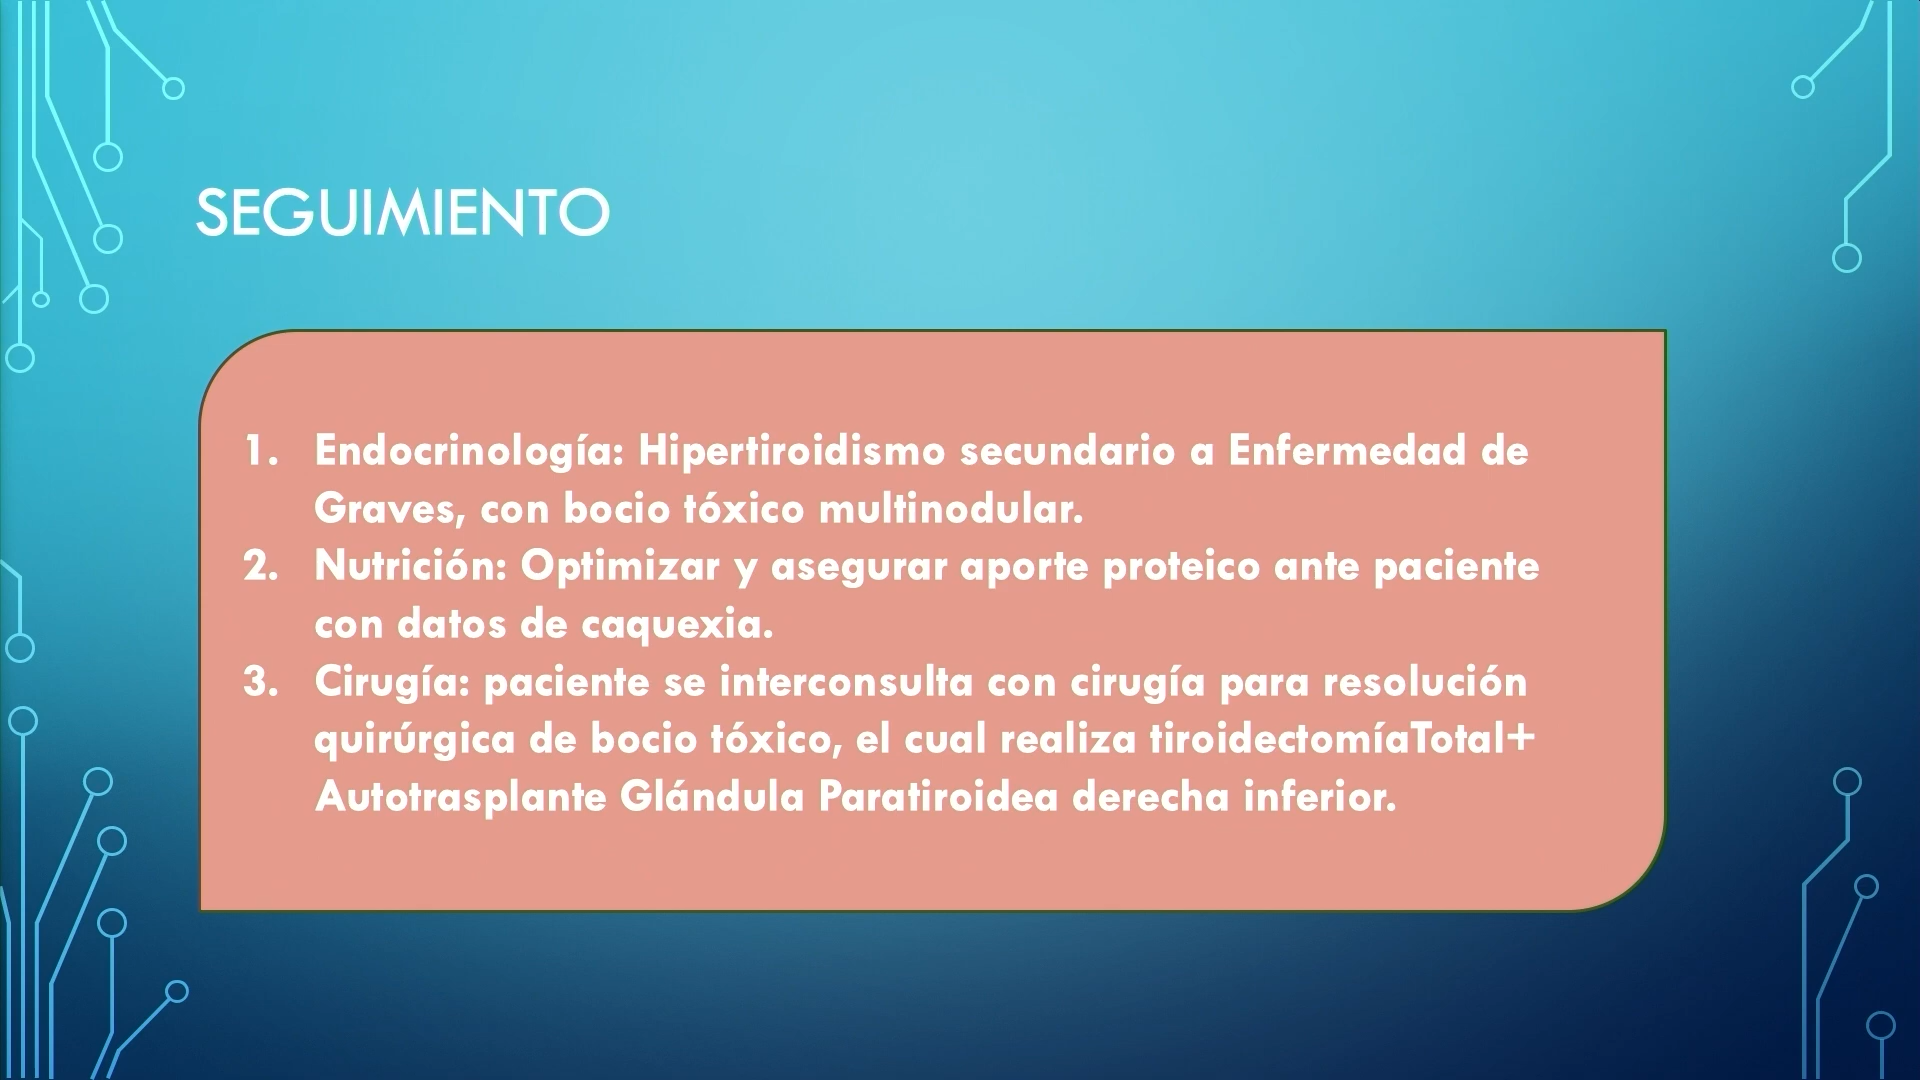 SEGUIMIENTO
1. Endocrinología: Hipertiroidismo secundario a Enfermedad de
Graves, con bocio tóxico multinodular.
2. Nutrición: Optimizar y asegurar aporte proteico ante paciente
con datos de caquexia.
3. Cirugía: paciente se interconsulta con cirugía para resolución
quirúrgica de bocio tóxico, el cual realiza tiroidectomíaTotal+
Autotrasplante Glándula Paratiroidea derecha inferior.